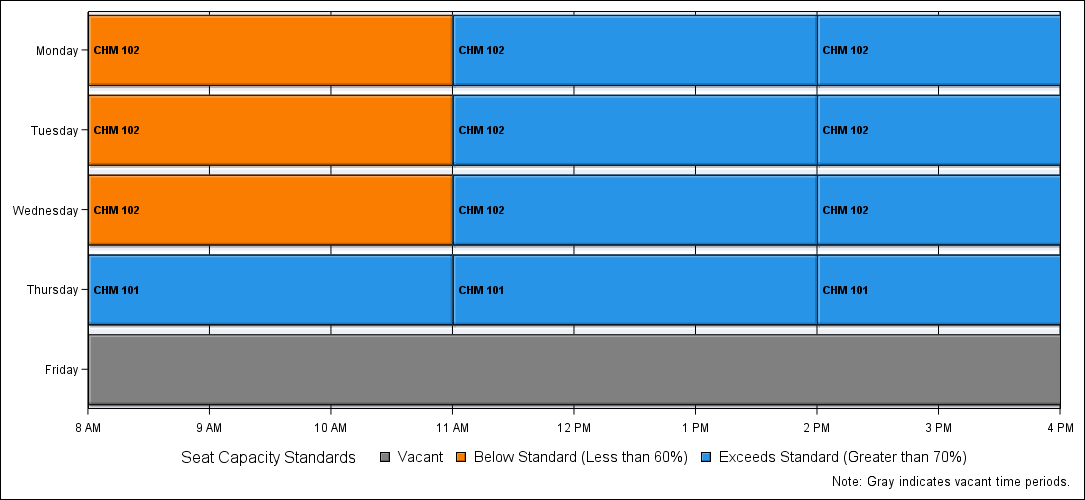 Monday CHM 102 CHM 102 CHM 102
Tuesday CHM 102 CHM 102 CHM 102
Wednesday CHM 102 CHM 102 CHM 102
Thursday CHM 101 CHM 101 CHM 101
Friday
8 AM 9 AM 10 AM 11 AM 12 PM 1 PM 2 PM 3 PM 4 PM
Seat Capacity Standards Vacant Below Standard (Less than 60%) Exceeds Standard (Greater than 70%)
Note: Gray indicates vacant time periods.